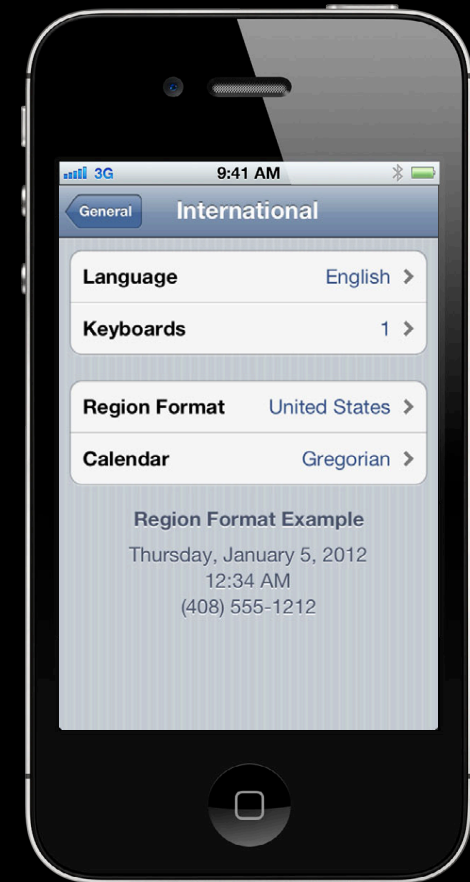 3G 9:41 AM
General International
Language English
Keyboards 1
Region Format United States
Calendar Gregorian
Region Format Example
Thursday, January 5, 2012
12:34 AM
(408) 555-1212